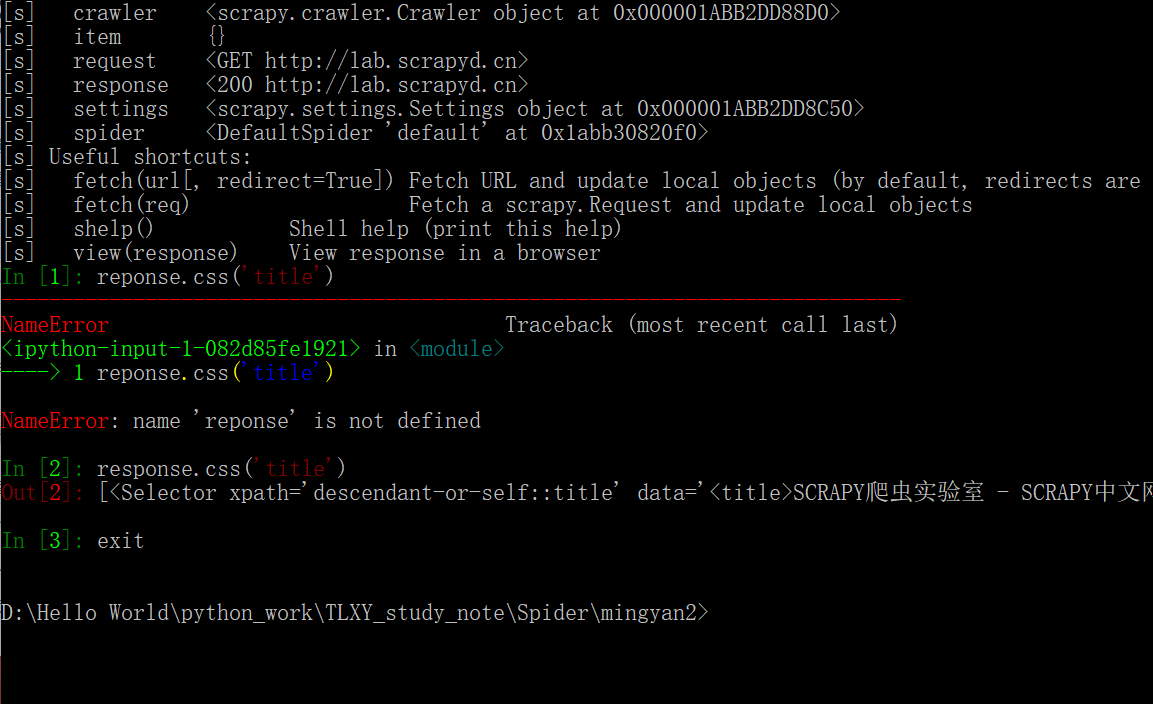 [s] crawler <scrapy.crawler.Crawler object at 0x000001ABB2DD88D0>
[s] item {}
[s] request <GET http://lab.scrapyd.cn>
[s] response <200 http://lab.scrapyd.cn>
[s] settings <scrapy.settings.Settings object at 0x000001ABB2DD8C50>
[s] spider <DefaultSpider 'default' at 0x1abb30820f0>
[s] Useful shortcuts:
[s] fetch(url[, redirect=True]) Fetch URL and update local objects (by default, redirects are
[s] fetch(req) Fetch a scrapy.Request and update local objects
[s] shelp() Shell help (print this help)
[s] view(response) View response in a browser
In [1]: reponse.css('title')
---------------------------------------------------------------------------
NameError Traceback (most recent call last)
<ipython-input-1-082d85fe1921> in <module>
----> 1 reponse.css('title')
NameError: name 'reponse' is not defined
In [2]: response.css('title')
Out[2]: [<Selector xpath='descendant-or-self::title' data='<title>SCRAPY爬虫实验室 - SCRAPY中文网
In [3]: exit
D:\Hello World\python_work\TLXY_study_note\Spider\mingyan2>